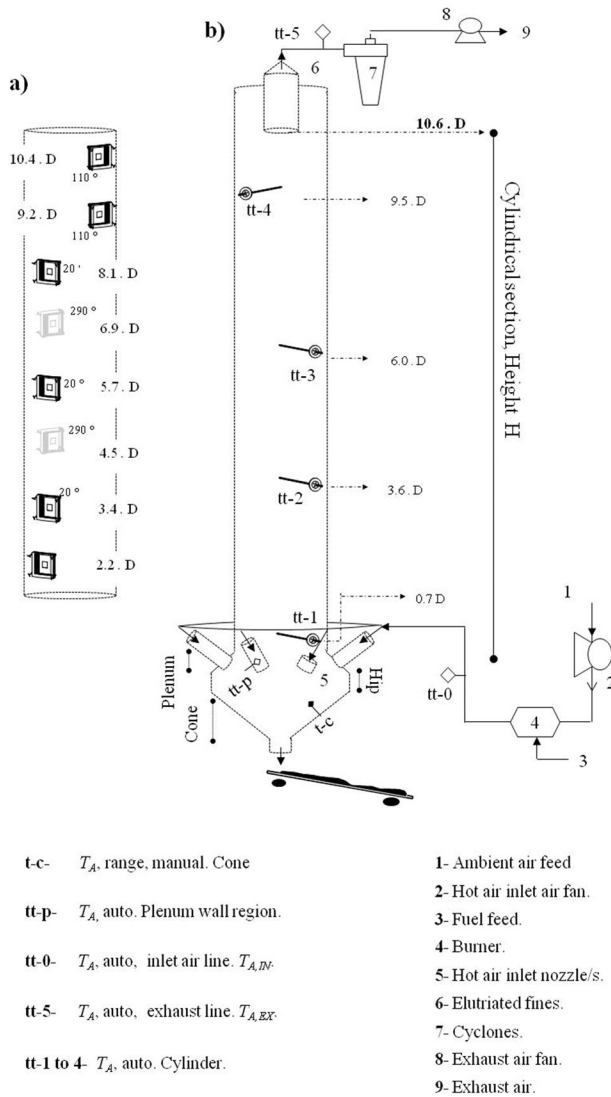 a)
10.4. D
110 °
9.2. D
110 °
20 '
8.1. D
290 °
6.9. D
20 °
5.7. D
290 °
4.5. D
20 °
3.4. D
2.2. D
b)
tt-5
6
7
8
9
10.6. D
tt-4
9.5. D
tt-3
6.0. D
tt-2
3.6. D
tt-1
0.7 D
Cylindrical section, Height H
Plenum
Cone
tt-p
5
t-c
Hip
tt-0
1
2
4
3
t-c- T_A, range, manual. Cone
tt-p- T_A, auto. Plenum wall region.
tt-0- T_A, auto, inlet air line. T_A,IN.
tt-5- T_A, auto, exhaust line. T_A,EX.
tt-1 to 4- T_A, auto. Cylinder.
1- Ambient air feed
2- Hot air inlet air fan.
3- Fuel feed.
4- Burner.
5- Hot air inlet nozzle/s.
6- Elutriated fines.
7- Cyclones.
8- Exhaust air fan.
9- Exhaust air.